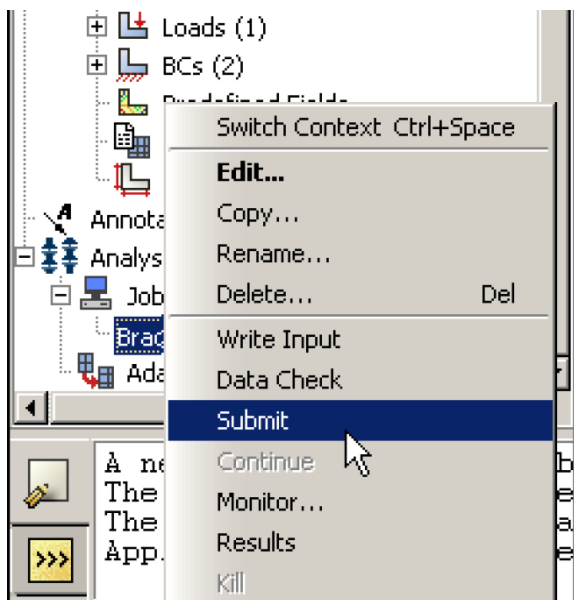 Loads (1)
BCs (2)
Switch Context Ctrl+Space
Edit...
Copy...
Annota
Rename...
Analys
Delete... Del
Job
Write Input
Data Check
Ada
Submit
Continue
A ne
The
Monitor...
The
Results
App.
>>>
Kill